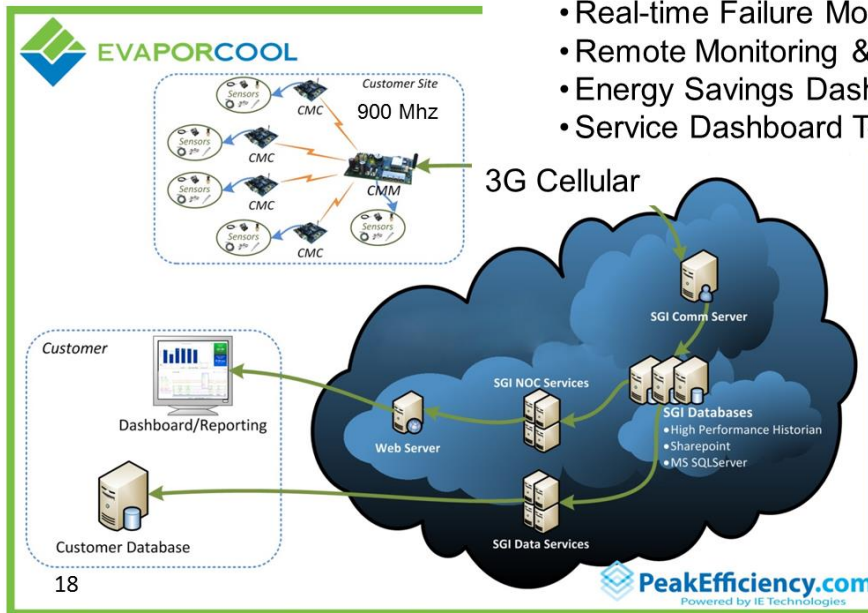 EVAPORCOOL
• Real-time Failure Mo
• Remote Monitoring &
• Energy Savings Dash
• Service Dashboard T
Customer Site
900 Mhz
Sensors
CMC
Sensors
CMC
Sensors
CMC
Sensors
CMC
CMM
Sensors
3G Cellular
SGI Comm Server
SGI Databases
• High Performance Historian
• Sharepoint
• MS SQLServer
SGI NOC Services
Web Server
SGI Data Services
Customer
Dashboard/Reporting
Customer Database
18
PeakEfficiency.com
Powered by IE Technologies